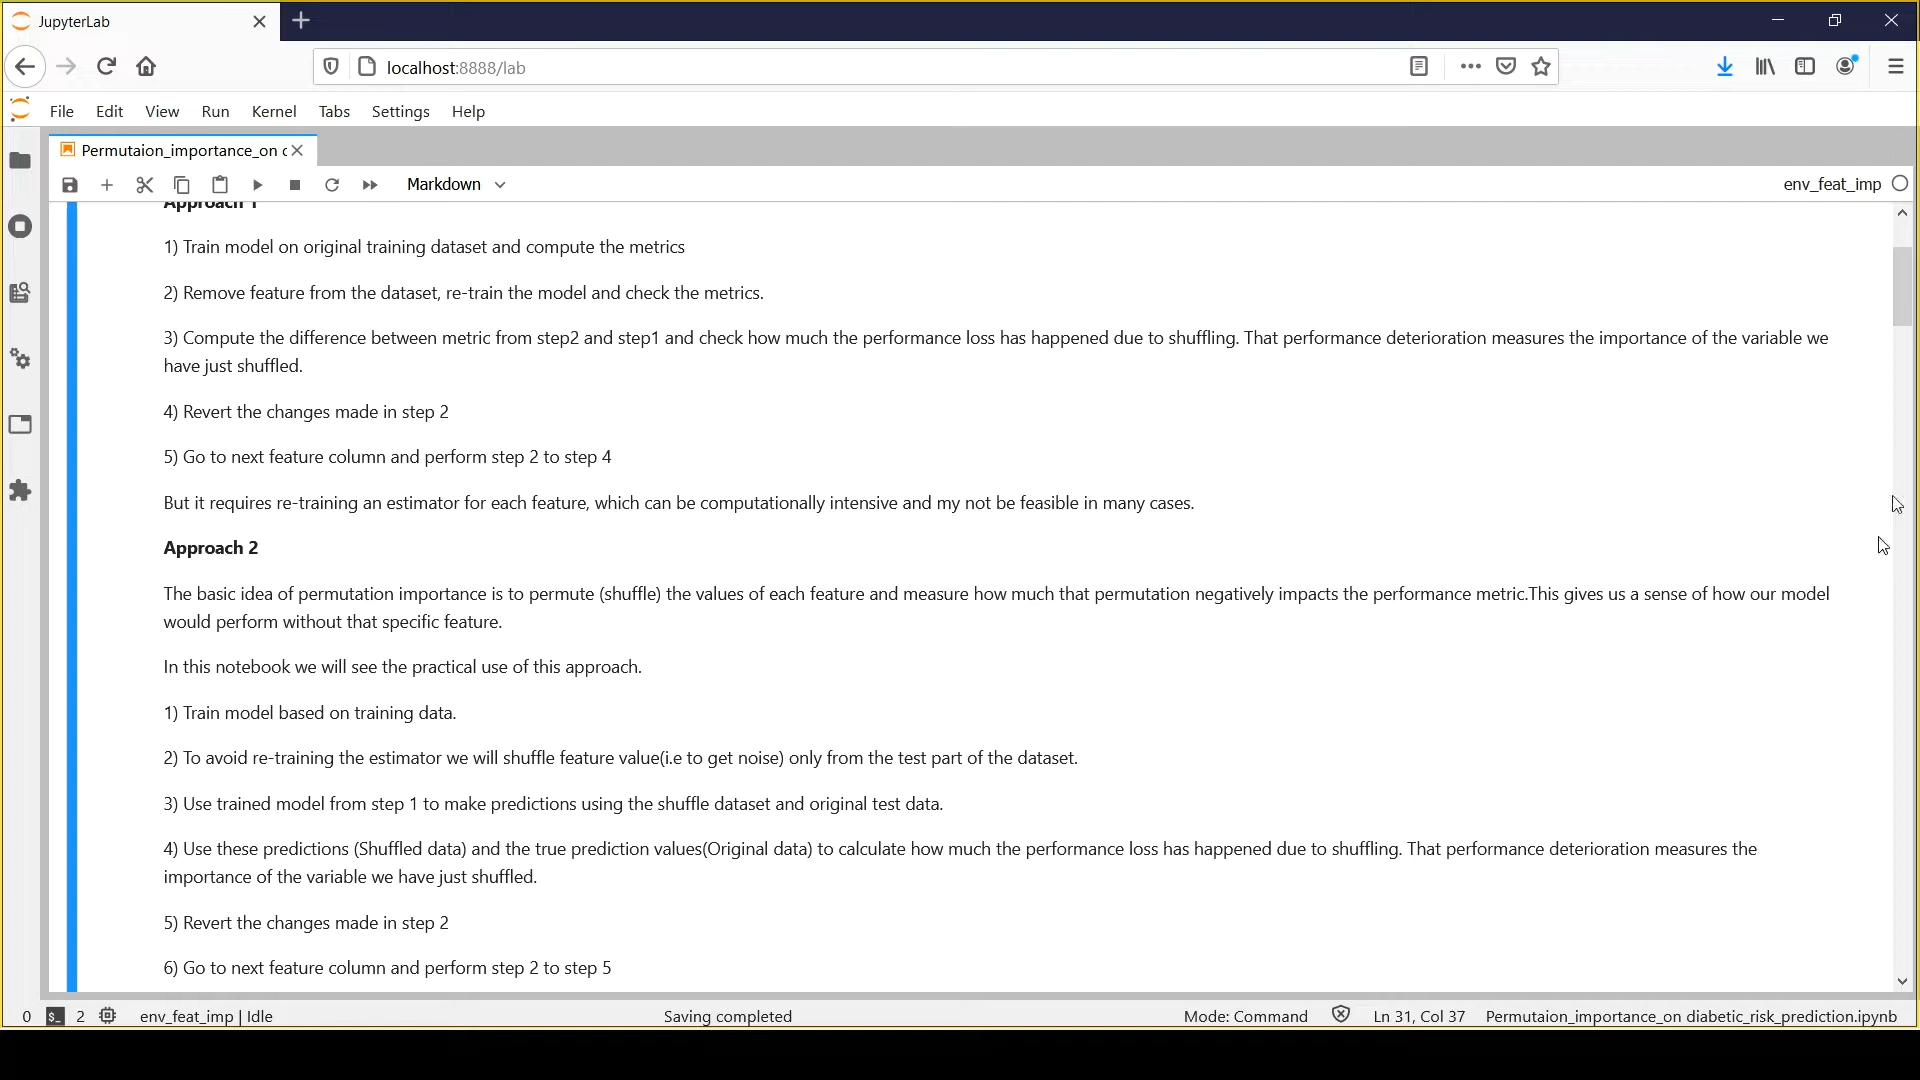 JupyterLab
localhost:8888/lab
File Edit View Run Kernel Tabs Settings Help
Permutaion_importance_on c
Markdown
env_feat_imp
Approach 1
1) Train model on original training dataset and compute the metrics
2) Remove feature from the dataset, re-train the model and check the metrics.
3) Compute the difference between metric from step2 and step1 and check how much the performance loss has happened due to shuffling. That performance deterioration measures the importance of the variable we
have just shuffled.
4) Revert the changes made in step 2
5) Go to next feature column and perform step 2 to step 4
But it requires re-training an estimator for each feature, which can be computationally intensive and my not be feasible in many cases.
Approach 2
The basic idea of permutation importance is to permute (shuffle) the values of each feature and measure how much that permutation negatively impacts the performance metric.This gives us a sense of how our model
would perform without that specific feature.
In this notebook we will see the practical use of this approach.
1) Train model based on training data.
2) To avoid re-training the estimator we will shuffle feature value(i.e to get noise) only from the test part of the dataset.
3) Use trained model from step 1 to make predictions using the shuffle dataset and original test data.
4) Use these predictions (Shuffled data) and the true prediction values(Original data) to calculate how much the performance loss has happened due to shuffling. That performance deterioration measures the
importance of the variable we have just shuffled.
5) Revert the changes made in step 2
6) Go to next feature column and perform step 2 to step 5
0 $_ 2 env_feat_imp | Idle Saving completed Mode: Command Ln 31, Col 37 Permutaion_importance_on diabetic_risk_prediction.ipynb